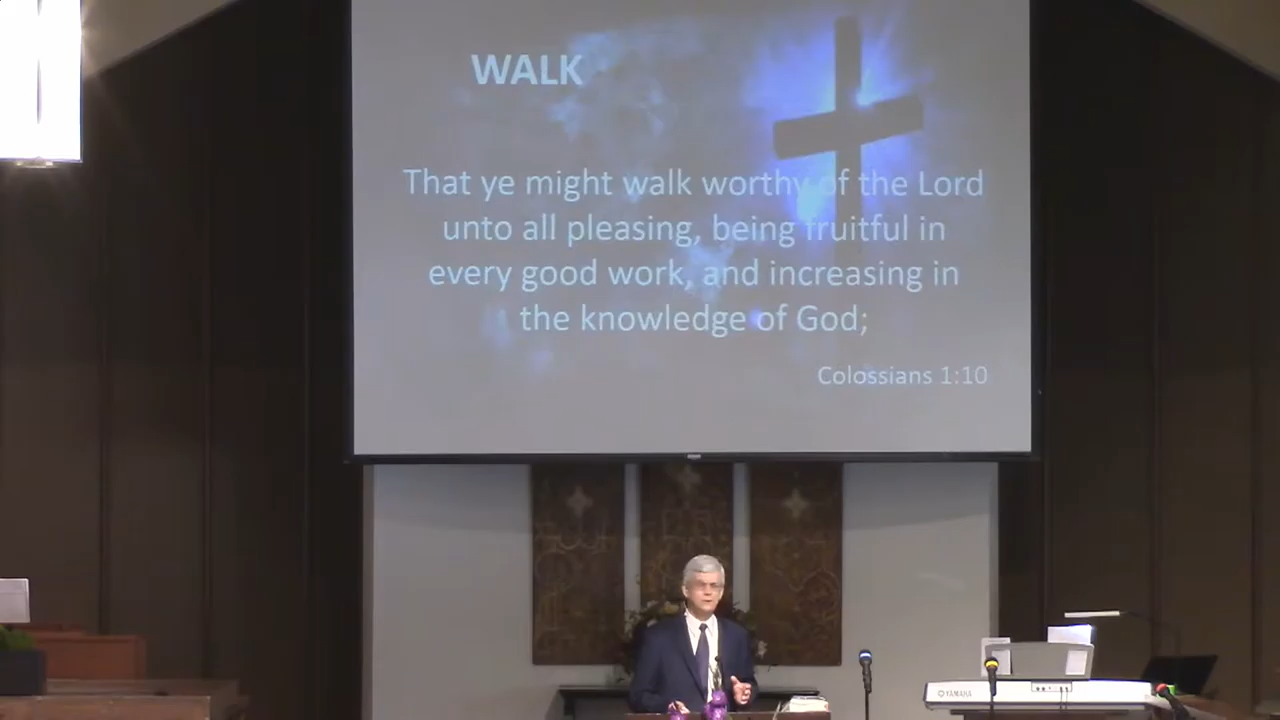 WALK
That ye might walk worthy of the Lord
unto all pleasing, being fruitful in
every good work, and increasing in
the knowledge of God;
Colossians 1:10
YAMAHA